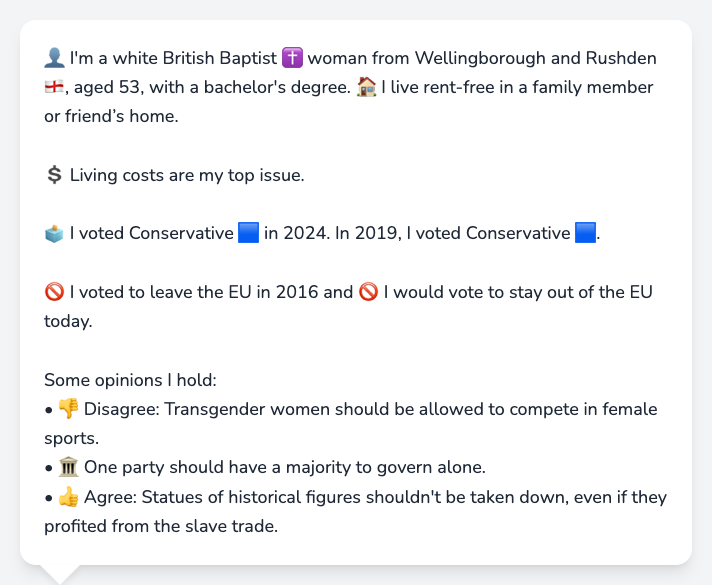 👤 I'm a white British Baptist ✝️ woman from Wellingborough and Rushden
🏴󠁧󠁢󠁥󠁮󠁧󠁿, aged 53, with a bachelor's degree. 🏠 I live rent-free in a family member
or friend’s home.
💲 Living costs are my top issue.
🗳️ I voted Conservative 🟦 in 2024. In 2019, I voted Conservative 🟦.
🚫 I voted to leave the EU in 2016 and 🚫 I would vote to stay out of the EU
today.
Some opinions I hold:
• 👎 Disagree: Transgender women should be allowed to compete in female
sports.
• 🏛️ One party should have a majority to govern alone.
• 👍 Agree: Statues of historical figures shouldn't be taken down, even if they
profited from the slave trade.